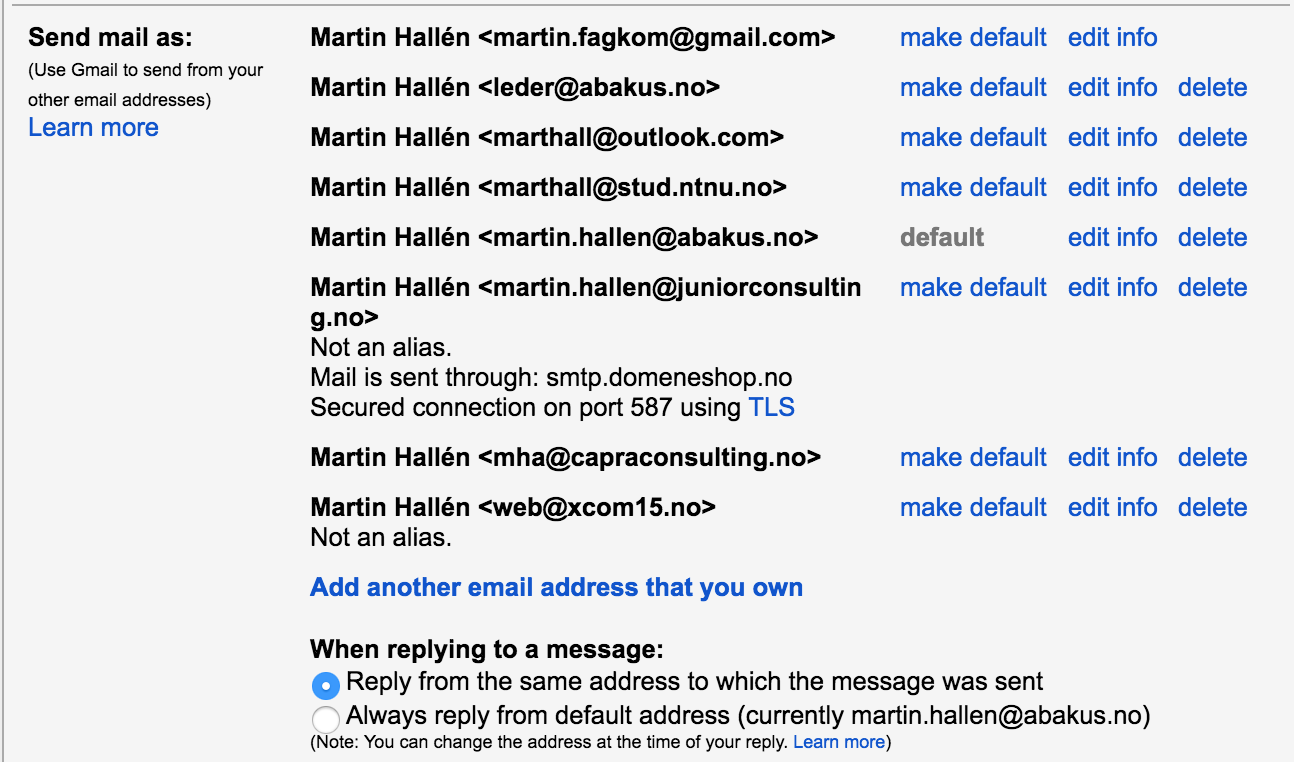 Send mail as:
(Use Gmail to send from your
other email addresses)
Learn more
Martin Hallén <martin.fagkom@gmail.com> make default edit info
Martin Hallén <leder@abakus.no> make default edit info delete
Martin Hallén <marthall@outlook.com> make default edit info delete
Martin Hallén <marthall@stud.ntnu.no> make default edit info delete
Martin Hallén <martin.hallen@abakus.no> default edit info delete
Martin Hallén <martin.hallen@juniorconsultin make default edit info delete
g.no>
Not an alias.
Mail is sent through: smtp.domeneshop.no
Secured connection on port 587 using TLS
Martin Hallén <mha@capraconsulting.no> make default edit info delete
Martin Hallén <web@xcom15.no> make default edit info delete
Not an alias.
Add another email address that you own
When replying to a message:
Reply from the same address to which the message was sent
Always reply from default address (currently martin.hallen@abakus.no)
(Note: You can change the address at the time of your reply. Learn more)